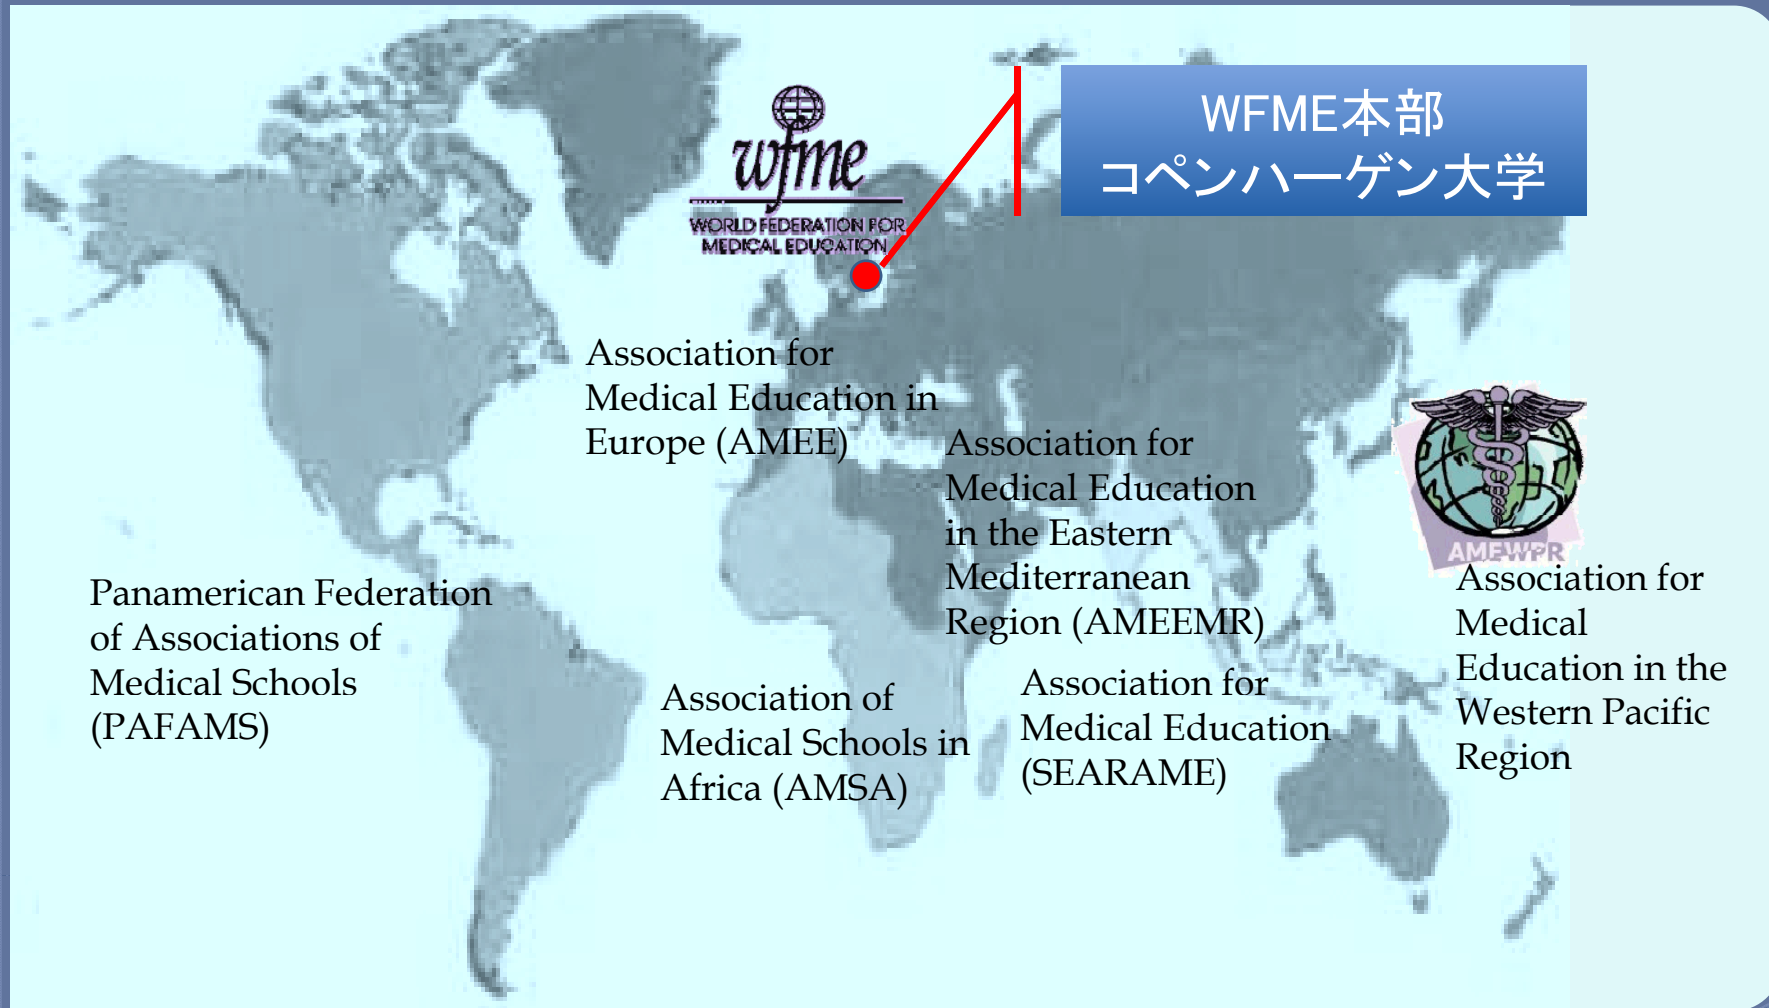 WFME本部
コペンハーゲン大学
wfme
WORLD FEDERATION FOR
MEDICAL EDUCATION
Association for
Medical Education in
Europe (AMEE)
Association for
Medical Education
in the Eastern
Mediterranean
Region (AMEEMR)
AMEWPR
Association for
Medical
Education in the
Western Pacific
Region
Panamerican Federation
of Associations of
Medical Schools
(PAFAMS)
Association of
Medical Schools in
Africa (AMSA)
Association for
Medical Education
(SEARAME)